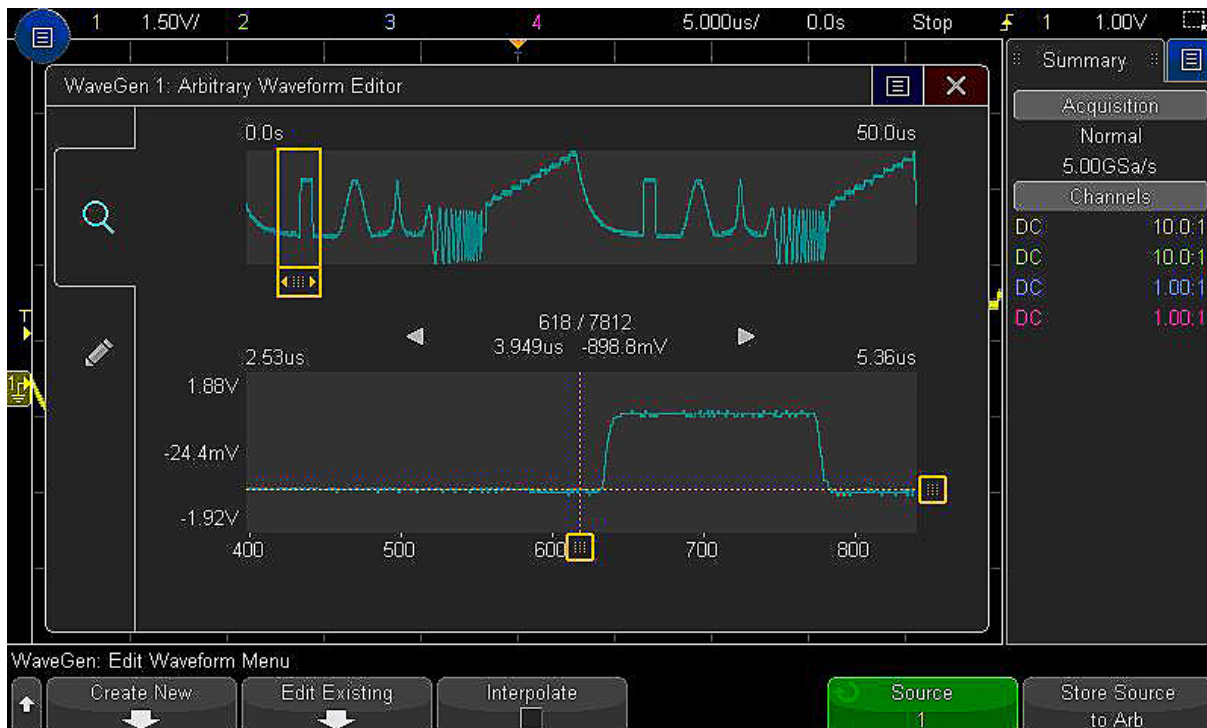 1 1.50V/ 2 3 4 5.000us/ 0.0s Stop 1 1.00V
Summary
WaveGen 1: Arbitrary Waveform Editor
Acquisition
Normal
5.00GSa/s
Channels
DC 10.0:1
DC 10.0:1
DC 1.00:1
DC 1.00:1
0.0s 50.0us
618 / 7812
3.949us -898.8mV
2.53us 5.36us
1.88V
-24.4mV
-1.92V
400 500 600 700 800
T
1
WaveGen: Edit Waveform Menu
Create New Edit Existing Interpolate Source Store Source
1 to Arb